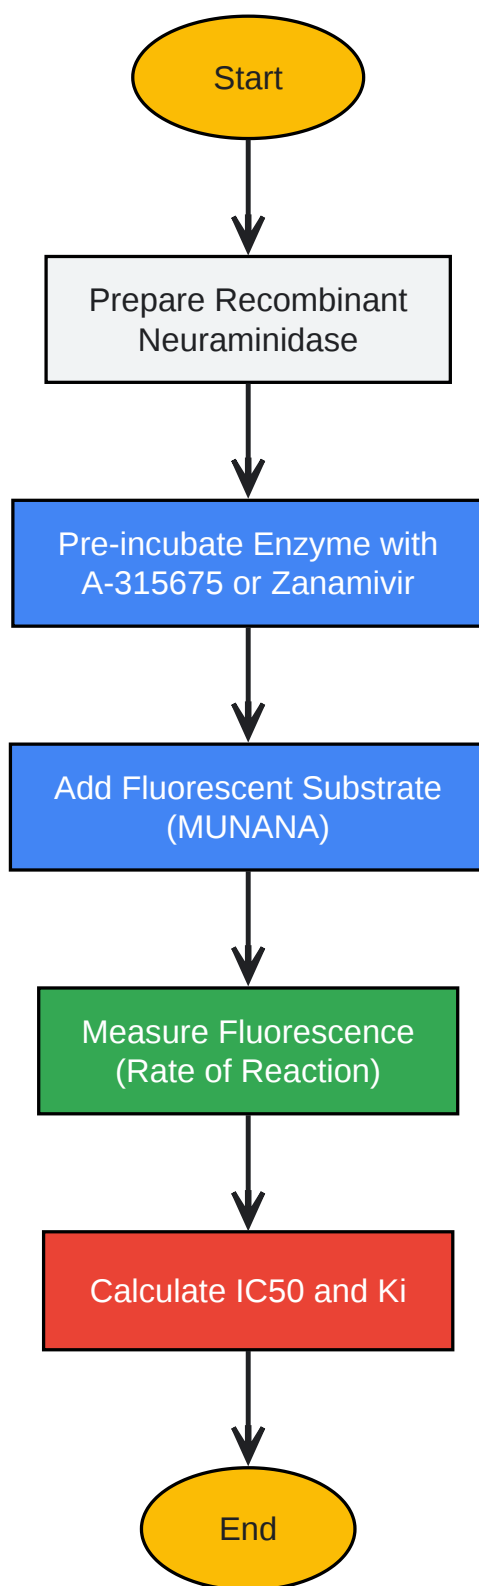 Start
Prepare Recombinant
Neuraminidase
Pre-incubate Enzyme with
A-315675 or Zanamivir
Add Fluorescent Substrate
(MUNANA)
Measure Fluorescence
(Rate of Reaction)
Calculate IC50 and Ki
End